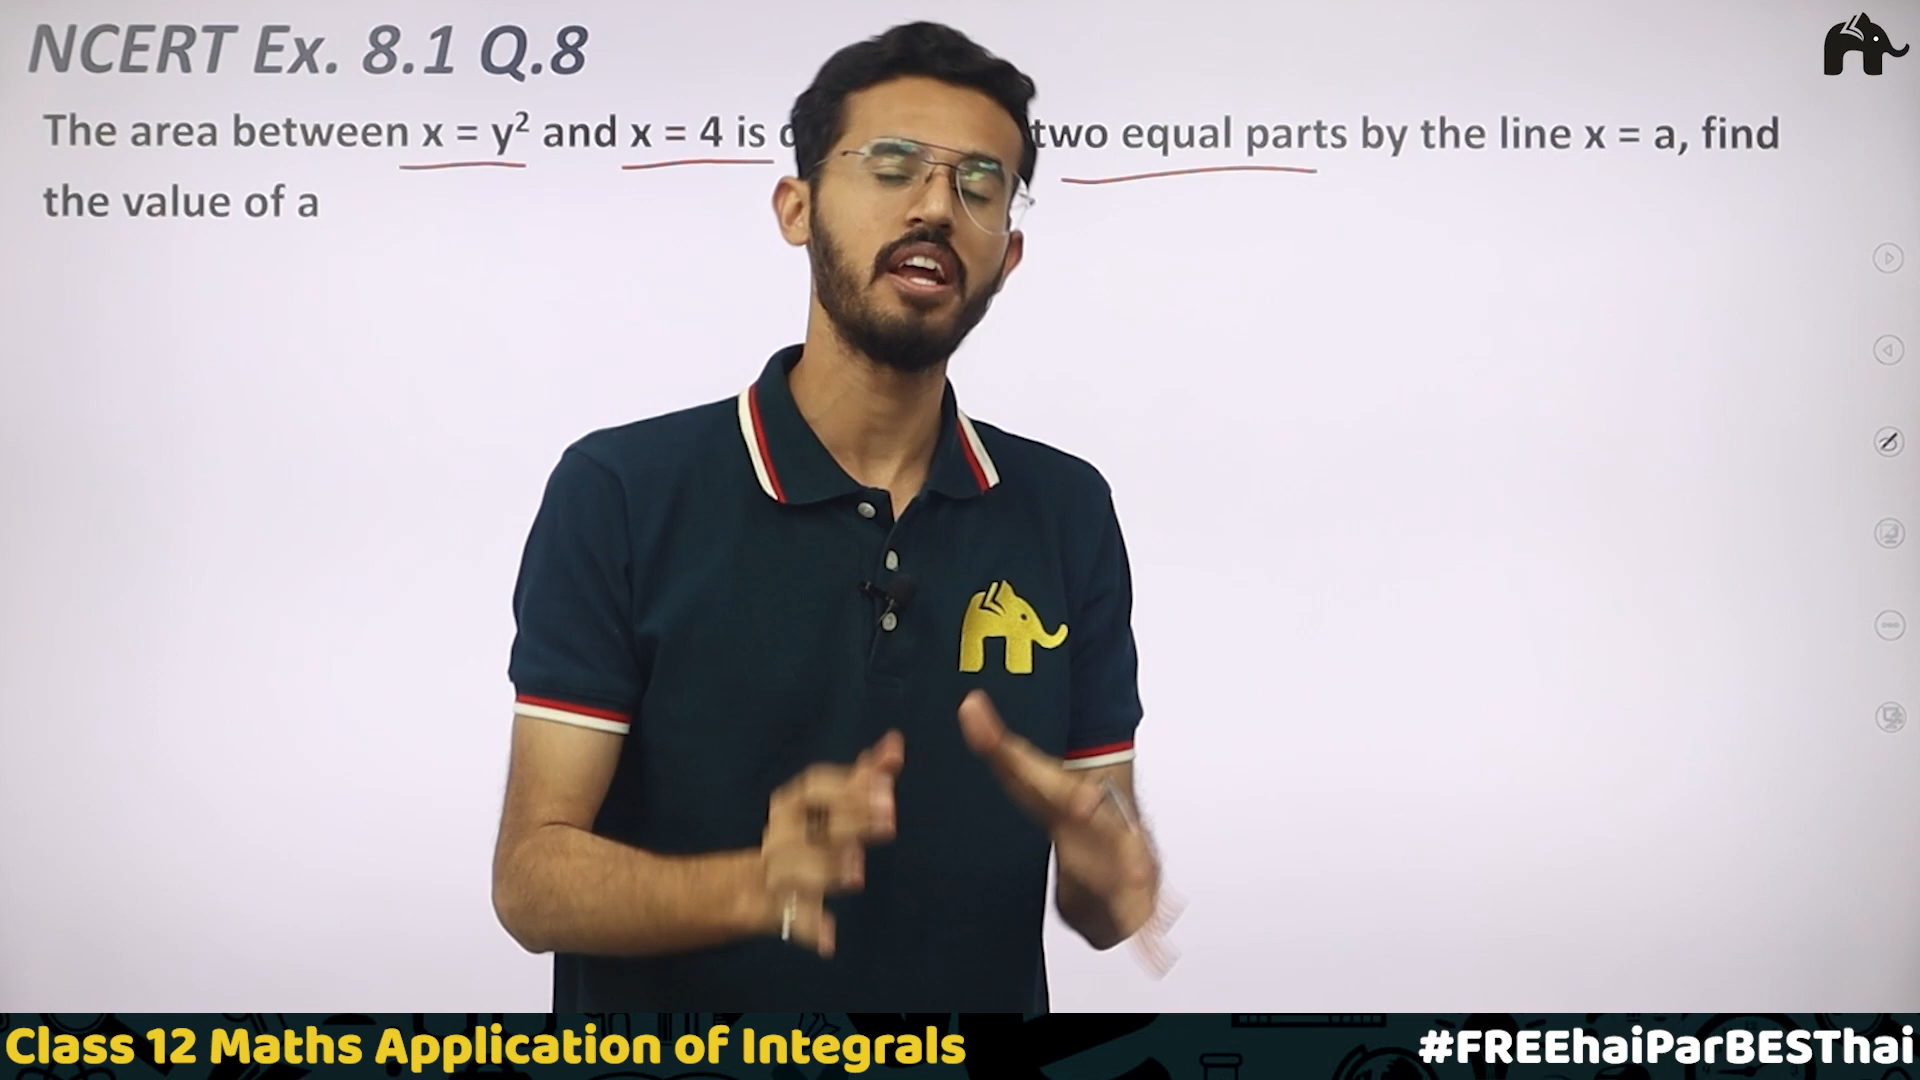 NCERT Ex. 8.1 Q.8
The area between x = y² and x = 4 is two equal parts by the line x = a, find
the value of a
Class 12 Maths Application of Integrals
#FREEhaiParBESThai